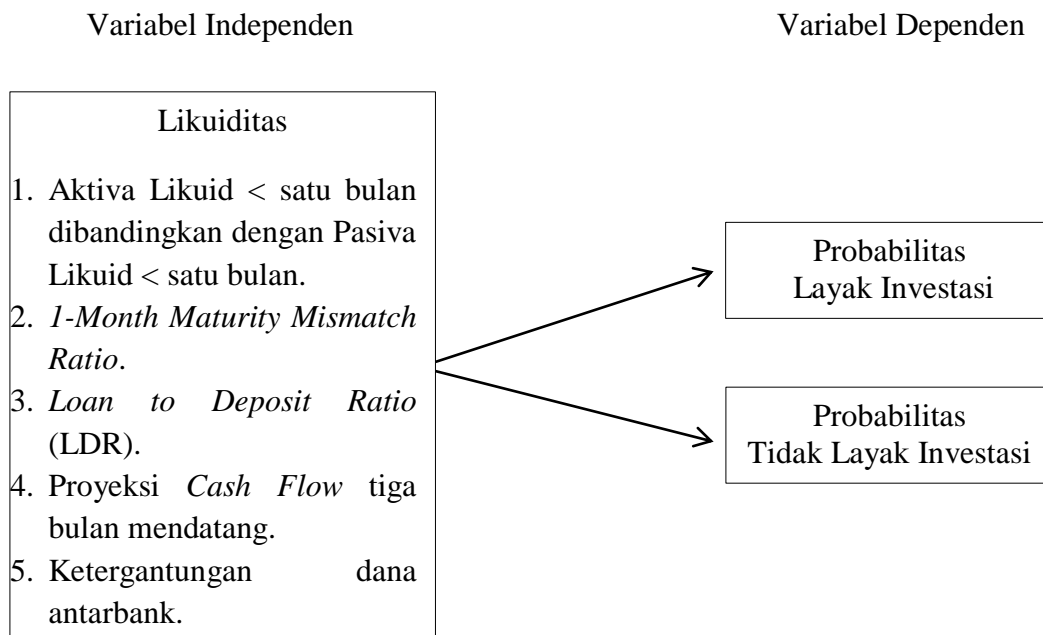 Variabel Independen
Variabel Dependen
Likuiditas
1. Aktiva Likuid < satu bulan
dibandingkan dengan Pasiva
Likuid < satu bulan.
2. 1-Month Maturity Mismatch
Ratio.
3. Loan to Deposit Ratio
(LDR).
4. Proyeksi Cash Flow tiga
bulan mendatang.
5. Ketergantungan dana
antarbank.
Probabilitas
Layak Investasi
Probabilitas
Tidak Layak Investasi